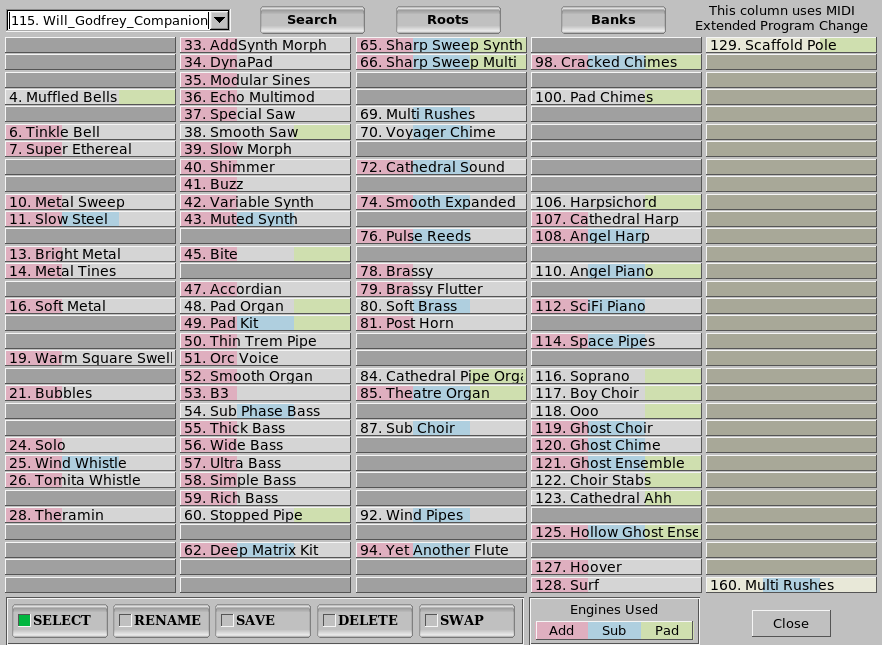 115. Will_Godfrey_Companion
Search
Roots
Banks
This column uses MIDI
Extended Program Change
4. Muffled Bells
6. Tinkle Bell
7. Super Ethereal
10. Metal Sweep
11. Slow Steel
13. Bright Metal
14. Metal Tines
16. Soft Metal
19. Warm Square Swell
21. Bubbles
24. Solo
25. Wind Whistle
26. Tomita Whistle
28. Theramin
33. AddSynth Morph
34. DynaPad
35. Modular Sines
36. Echo Multimod
37. Special Saw
38. Smooth Saw
39. Slow Morph
40. Shimmer
41. Buzz
42. Variable Synth
43. Muted Synth
45. Bite
47. Accordian
48. Pad Organ
49. Pad Kit
50. Thin Trem Pipe
51. Orc Voice
52. Smooth Organ
53. B3
54. Sub Phase Bass
55. Thick Bass
56. Wide Bass
57. Ultra Bass
58. Simple Bass
59. Rich Bass
60. Stopped Pipe
62. Deep Matrix Kit
65. Sharp Sweep Synth
66. Sharp Sweep Multi
69. Multi Rushes
70. Voyager Chime
72. Cathedral Sound
74. Smooth Expanded
76. Pulse Reeds
78. Brassy
79. Brassy Flutter
80. Soft Brass
81. Post Horn
84. Cathedral Pipe Orga
85. Theatre Organ
87. Sub Choir
92. Wind Pipes
94. Yet Another Flute
98. Cracked Chimes
100. Pad Chimes
106. Harpsichord
107. Cathedral Harp
108. Angel Harp
110. Angel Piano
112. SciFi Piano
114. Space Pipes
116. Soprano
117. Boy Choir
118. Ooo
119. Ghost Choir
120. Ghost Chime
121. Ghost Ensemble
122. Choir Stabs
123. Cathedral Ahh
125. Hollow Ghost Ense
127. Hoover
128. Surf
129. Scaffold Pole
160. Multi Rushes
SELECT
RENAME
SAVE
DELETE
SWAP
Engines Used
Add Sub Pad
Close